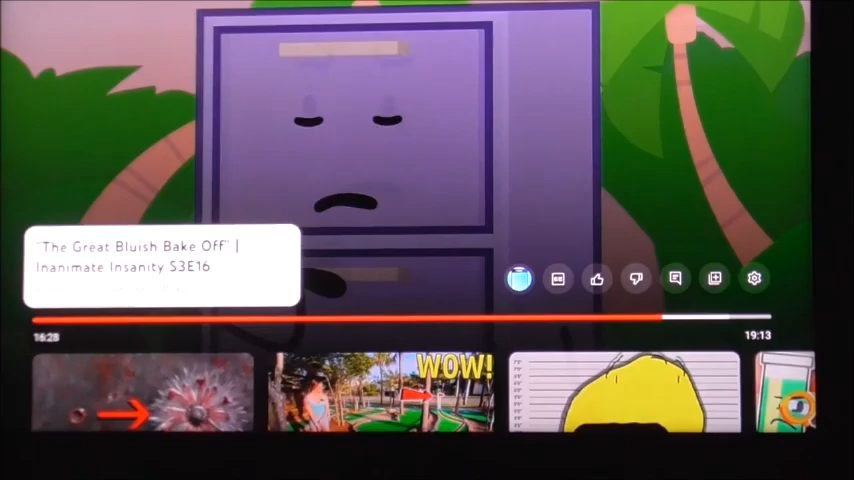 "The Great Bluish Bake Off" |
Inanimate Insanity S3E16
16:28
19:13
WOW!